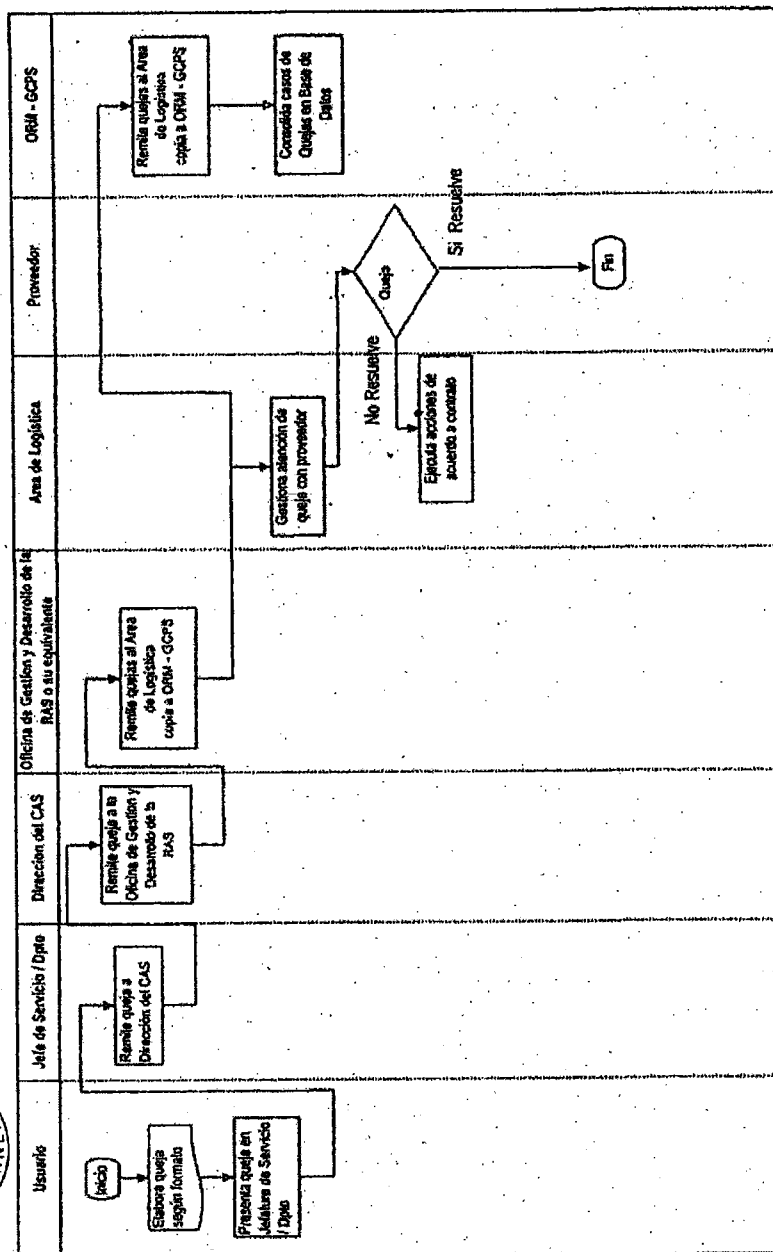 Usuario
Jefe de Servicio / Dpto
Direccion del CAS
Oficina de Gestion y Desarrollo de la
RAS o su equivalente
Area de Logística
Proveedor
ORM - GCPS
Inicio
Elabora queja
según formato
Presenta queja en
Jefatura de Servicio
/ Dpto
Remite queja a
Dirección del CAS
Remite queja a la
Oficina de Gestion y
Desarrollo de la
RAS
Remite quejas al Area
de Logística
copia a ORM - GCPS
Gestiona atención de
queja con proveedor
Ejecuta acciones de
acuerdo a contrato
No Resuelve
Queja
Si Resuelve
Fin
Remite quejas al Area
de Logística
copia a ORM - GCPS
Consolida casos de
Quejas en Base de
Datos